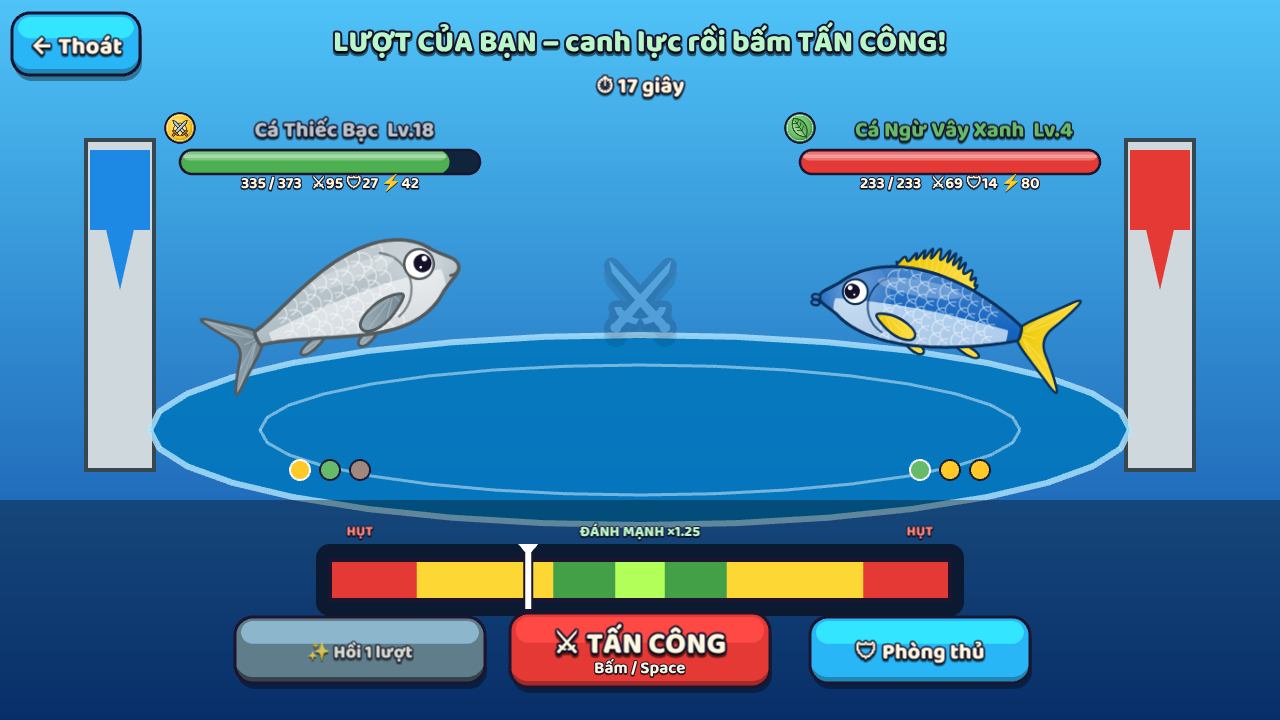 ← Thoát
LƯỢT CỦA BẠN – canh lực rồi bấm TẤN CÔNG!
⏱ 17 giây
Cá Thiếc Bạc Lv.18
335 / 373 ⚔95 🛡27 ⚡42
Cá Ngừ Vây Xanh Lv.4
233 / 233 ⚔69 🛡14 ⚡80
HỤT
ĐÁNH MẠNH ×1.25
HỤT
✨ Hồi 1 lượt
⚔ TẤN CÔNG
Bấm / Space
🛡 Phòng thủ